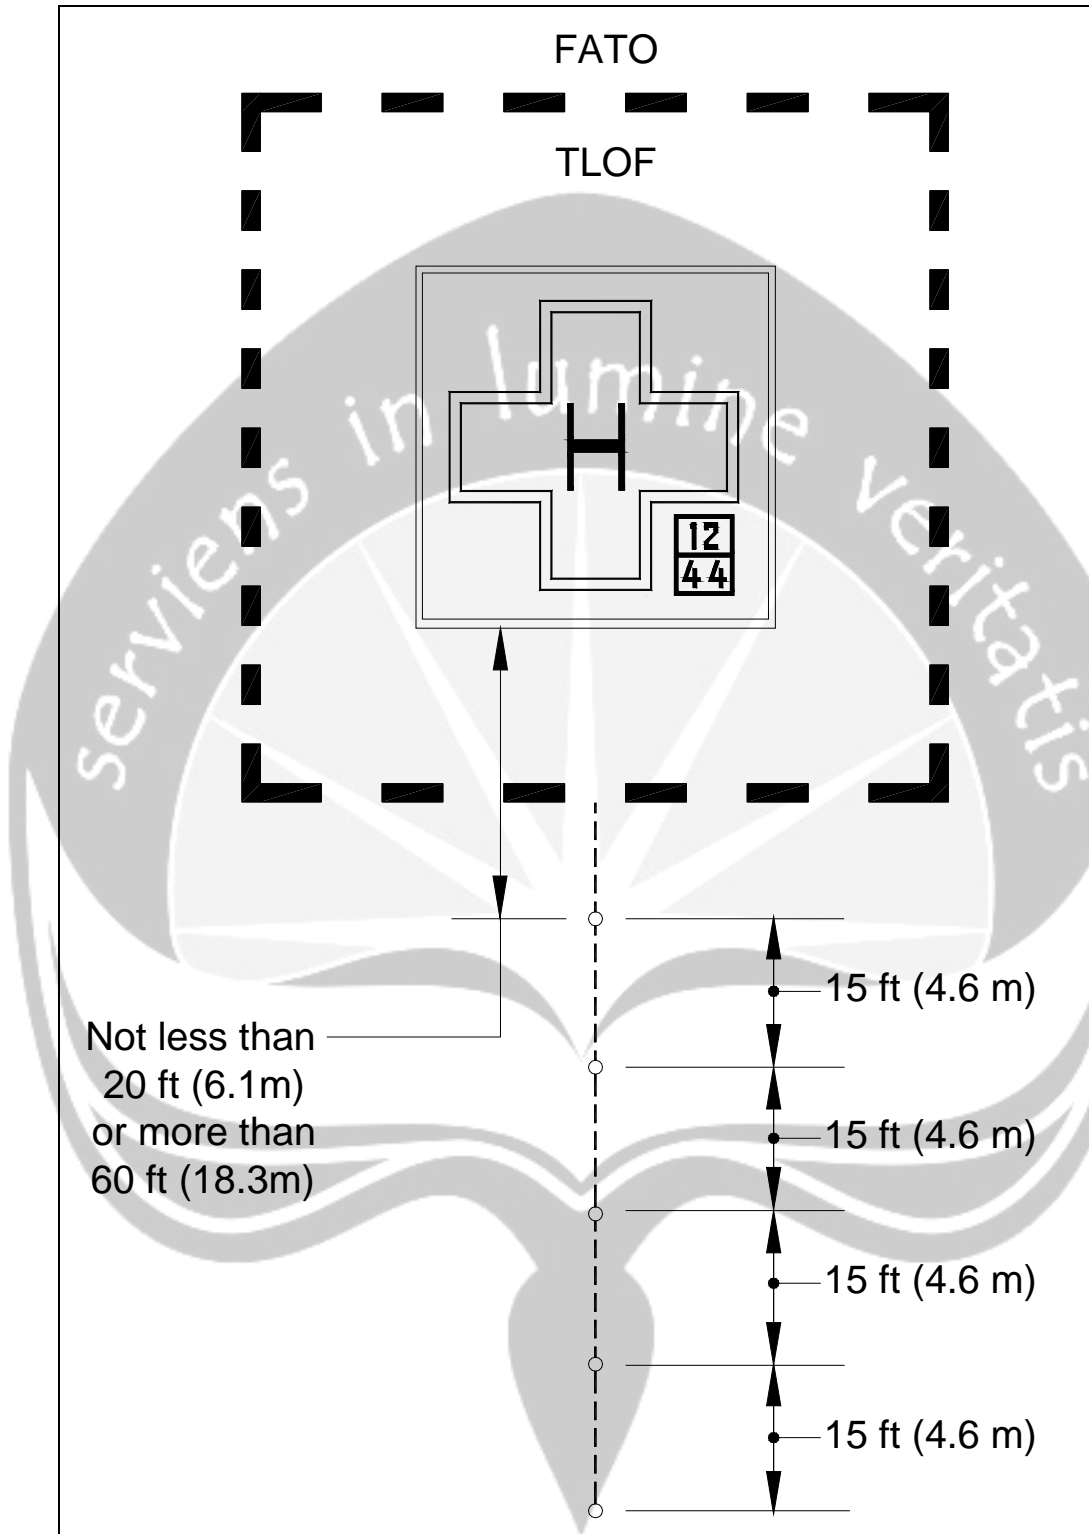 FATO
TLOF
serviens in lumine veritatis
H
12
44
15 ft (4.6 m)
Not less than
20 ft (6.1m)
or more than
60 ft (18.3m)
15 ft (4.6 m)
15 ft (4.6 m)
15 ft (4.6 m)